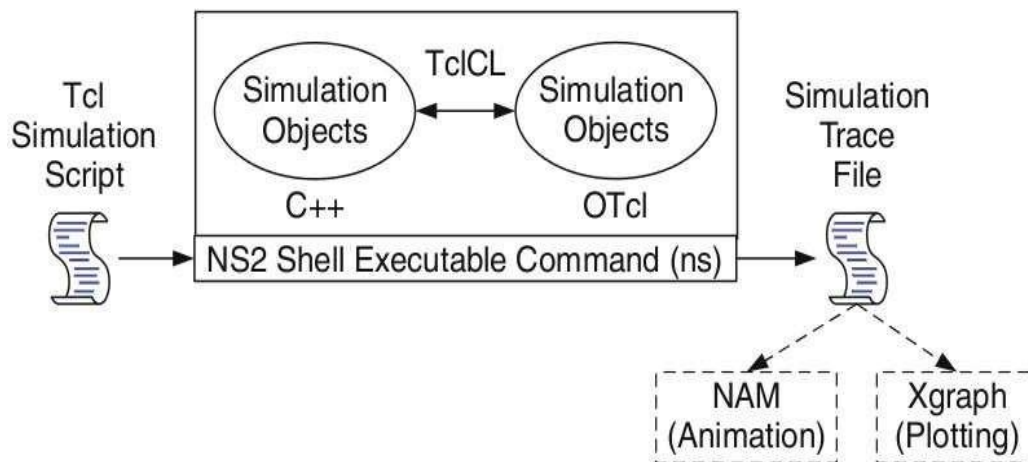 Tcl
Simulation
Script
TclCL
Simulation
Objects
Simulation
Objects
C++
OTcl
NS2 Shell Executable Command (ns)
Simulation
Trace
File
NAM
(Animation)
Xgraph
(Plotting)